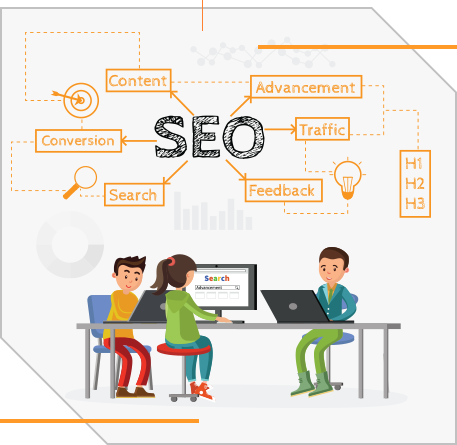 Content
Advancement
SEO
Traffic
Conversion
H1
H2
H3
Search
Feedback
Search
Advancement